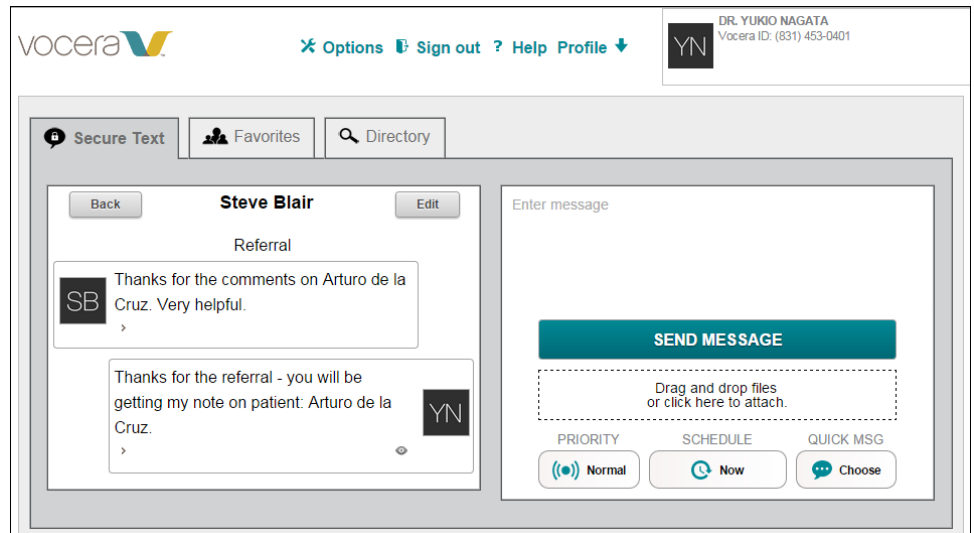 vocera
Options Sign out ? Help Profile
YN
DR. YUKIO NAGATA
Vocera ID: (831) 453-0401
Secure Text
Favorites
Directory
Back
Steve Blair
Edit
Referral
SB
Thanks for the comments on Arturo de la
Cruz. Very helpful.
Thanks for the referral - you will be
getting my note on patient: Arturo de la
Cruz.
YN
Enter message
SEND MESSAGE
Drag and drop files
or click here to attach.
PRIORITY SCHEDULE QUICK MSG
Normal Now Choose